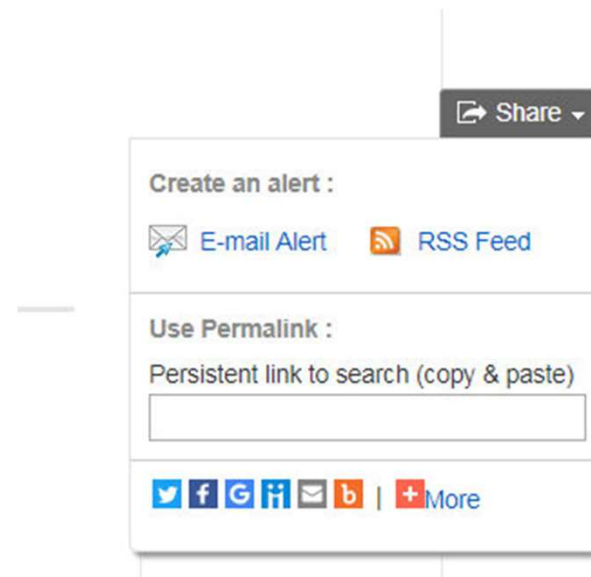 Share
Create an alert :
E-mail Alert RSS Feed
Use Permalink :
Persistent link to search (copy & paste)
| More